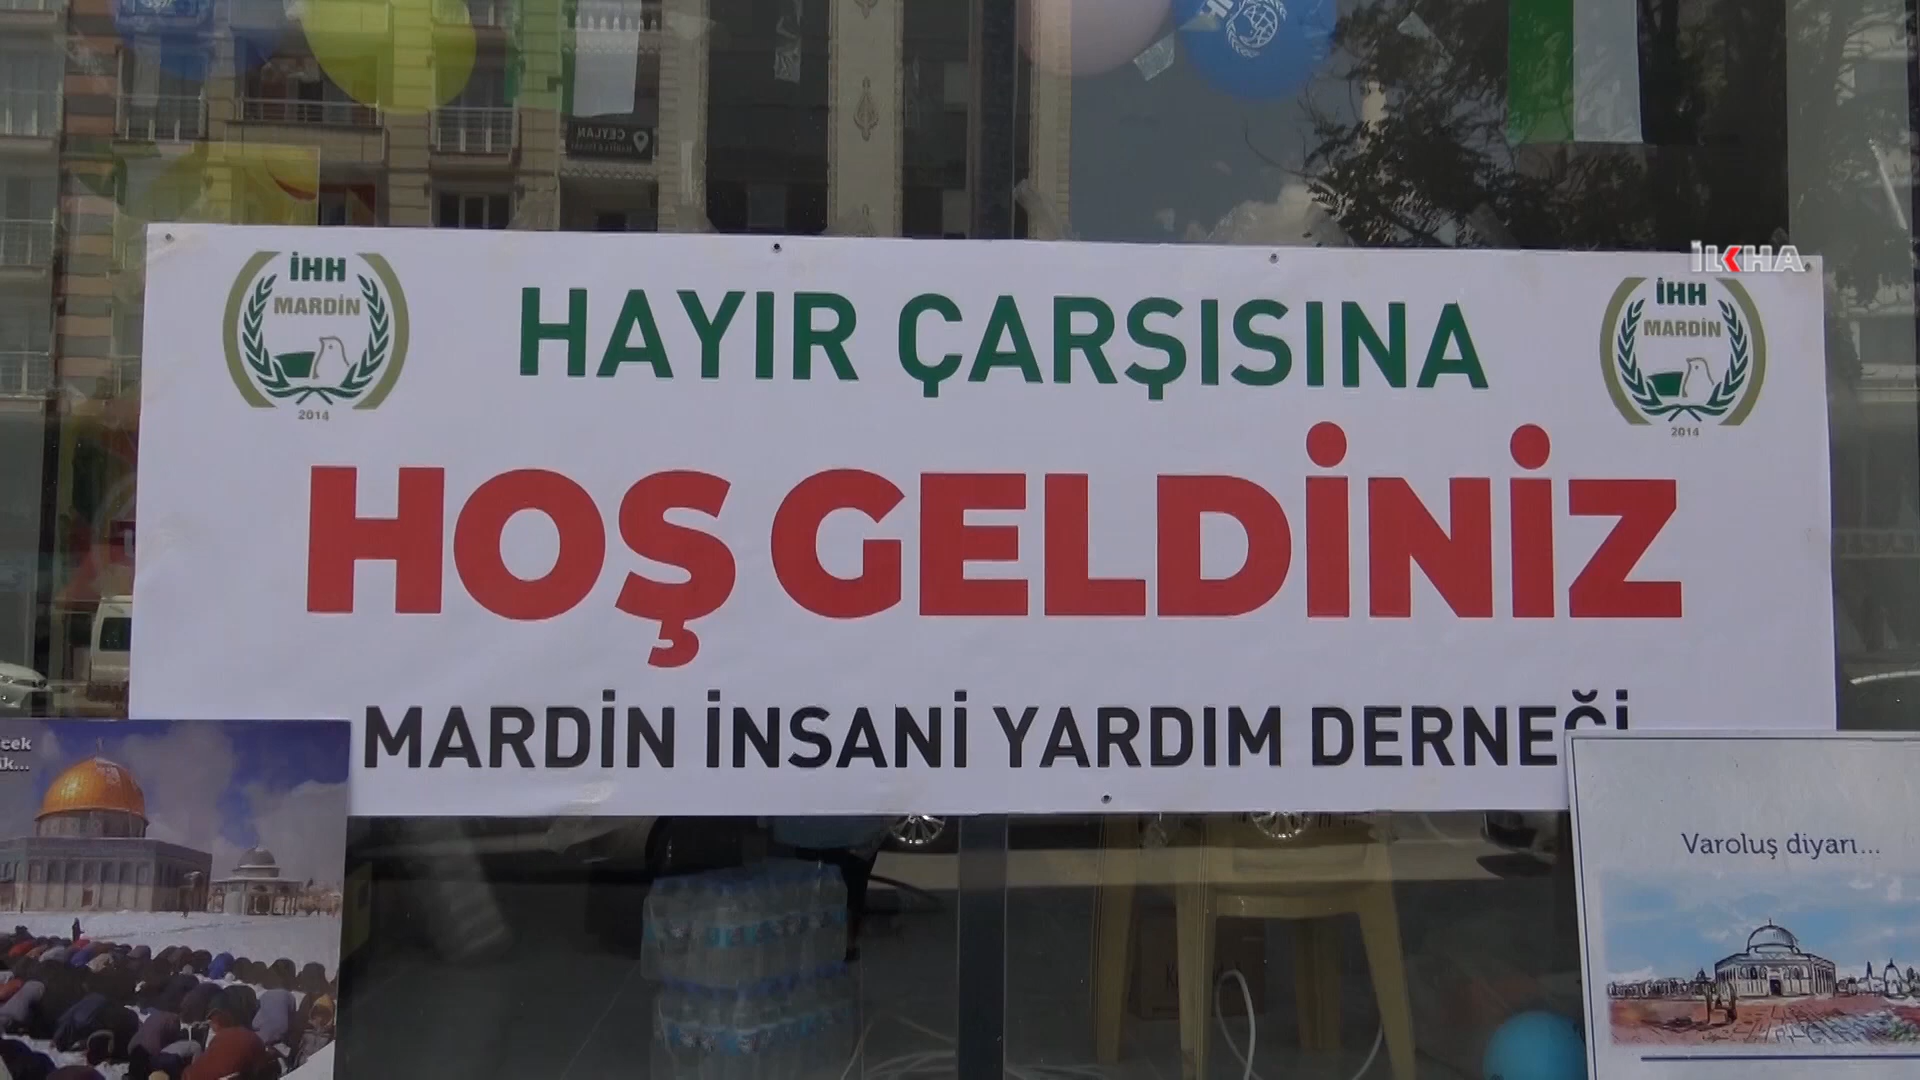 CEYLAN
İLKHA
İHH
MARDİN
2014
HAYIR ÇARŞISINA
İHH
MARDİN
2014
HOŞ GELDİNİZ
MARDİN İNSANİ YARDIM DERNEĞİ
Varoluş diyarı...